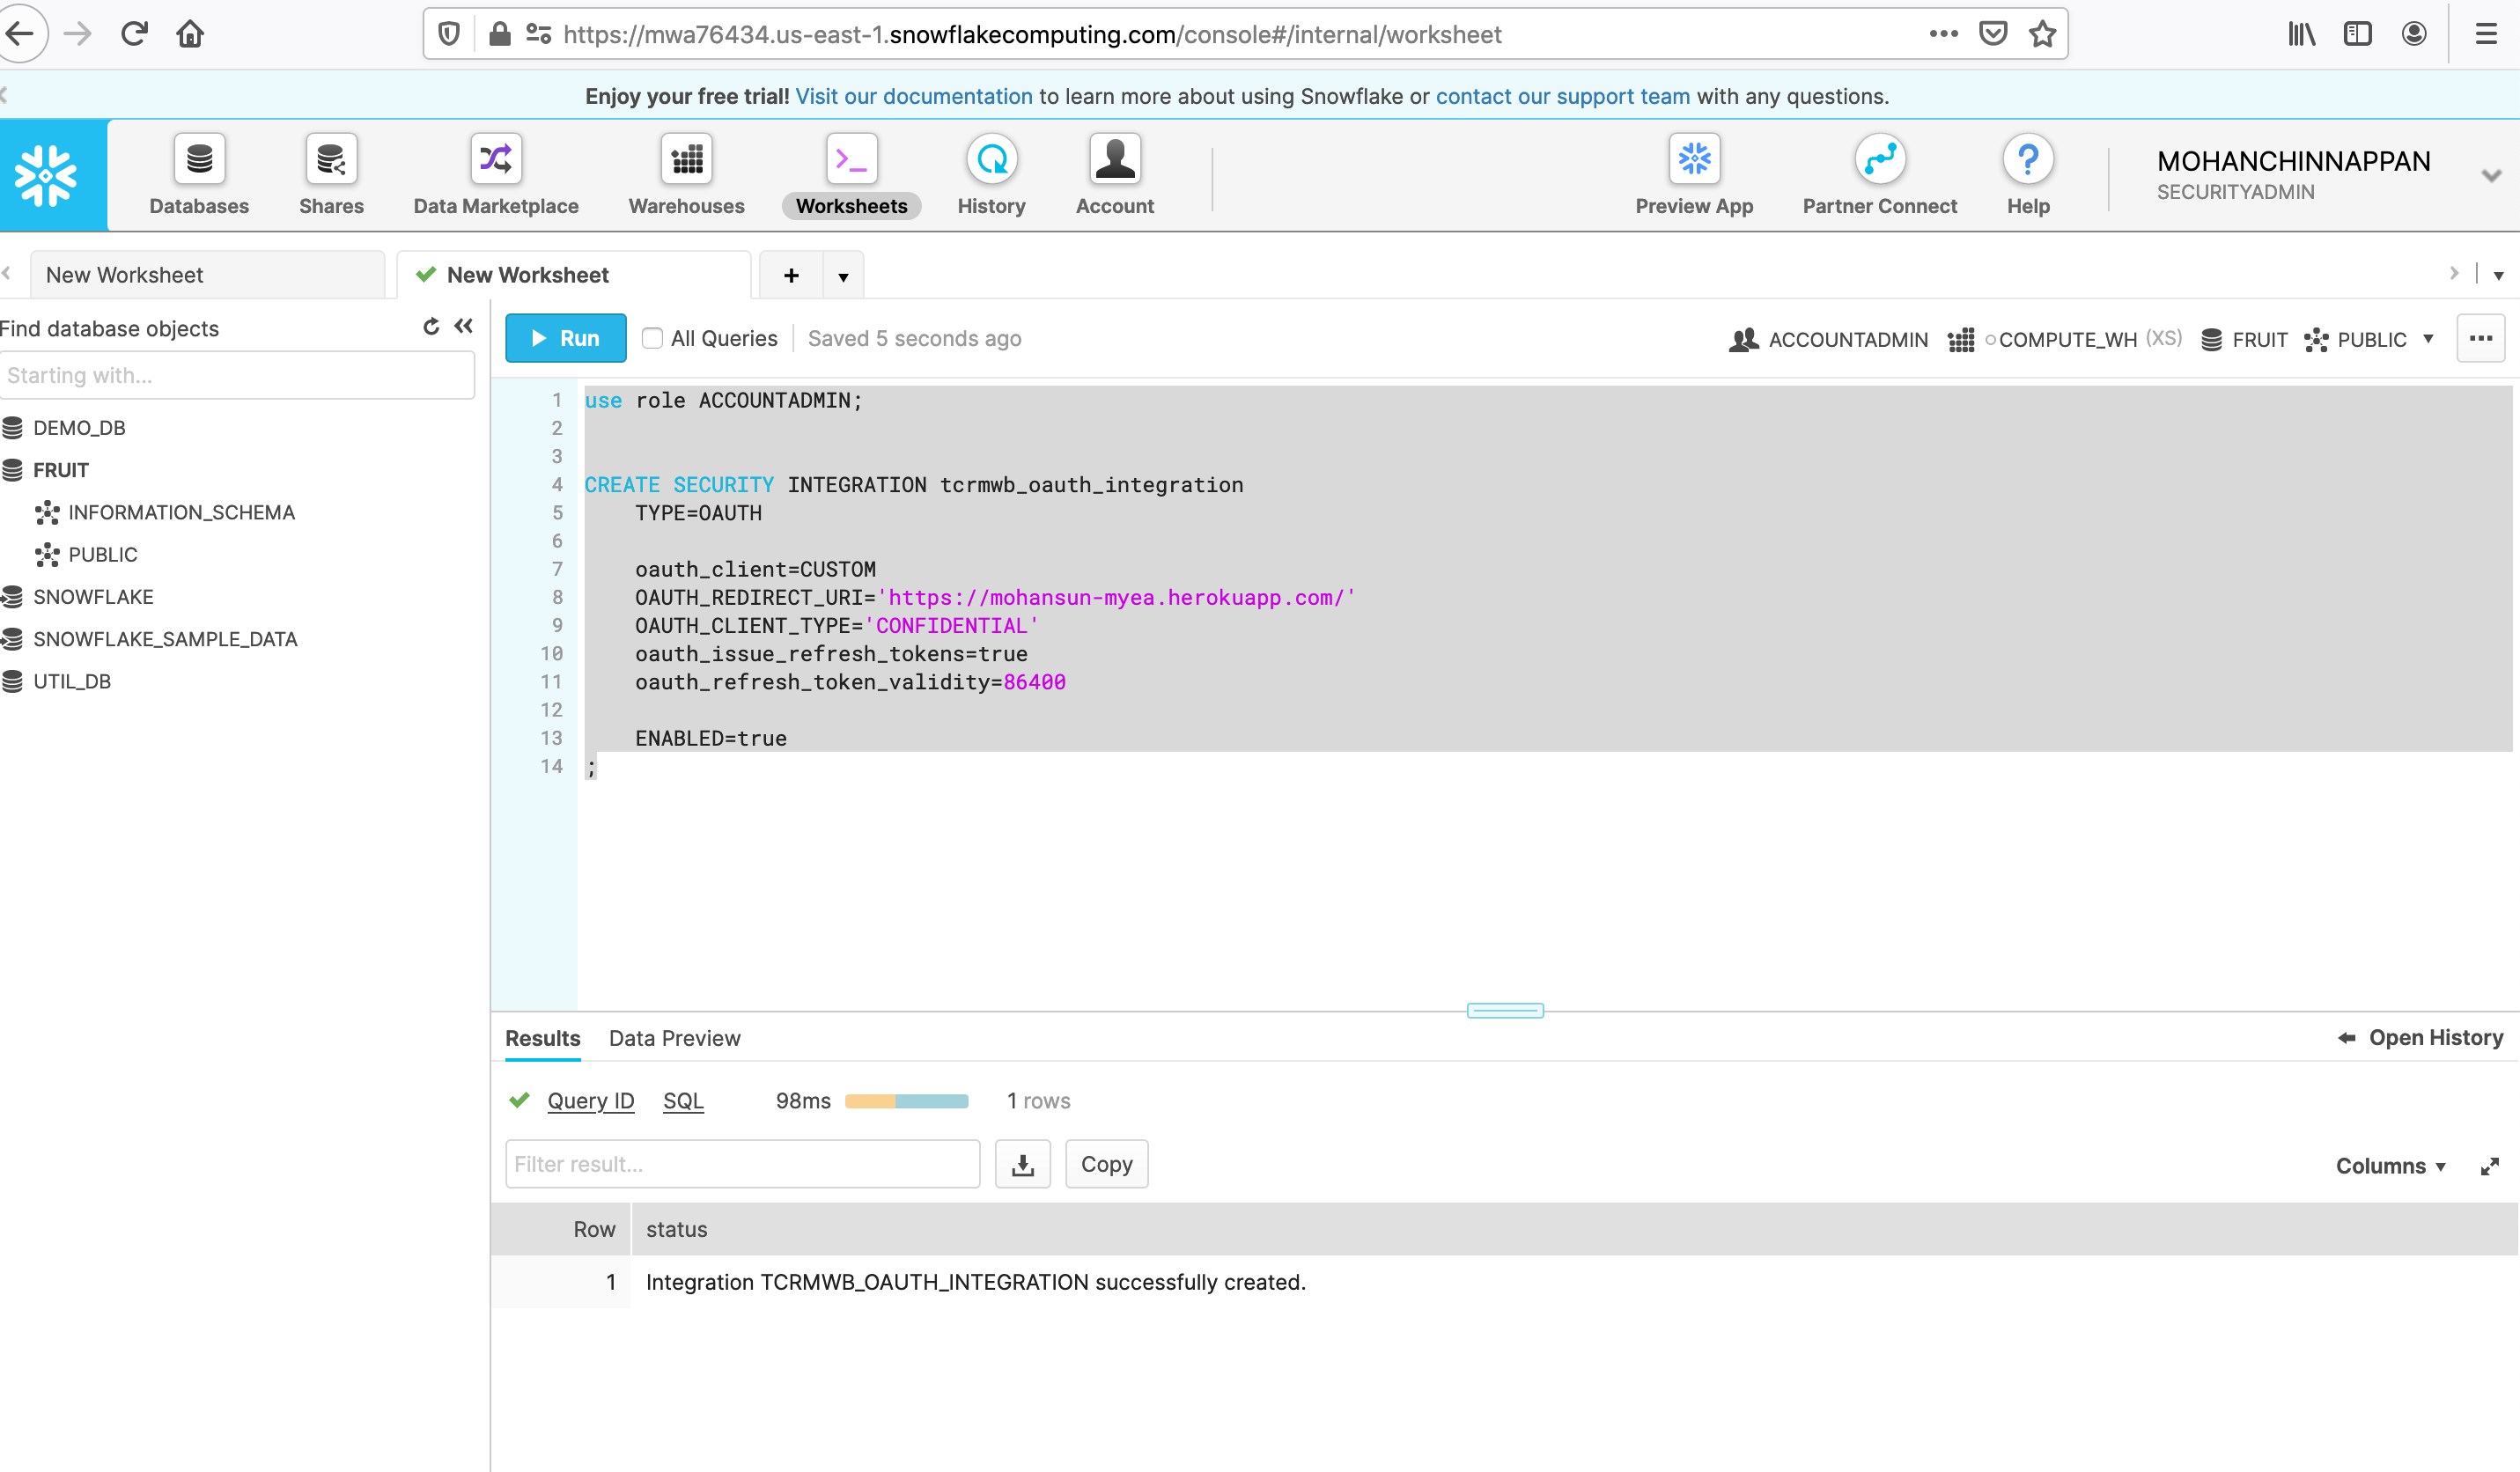 https://mwa76434.us-east-1.snowflakecomputing.com/console#/internal/worksheet
Enjoy your free trial! Visit our documentation to learn more about using Snowflake or contact our support team with any questions.
Databases Shares Data Marketplace Warehouses Worksheets History Account Preview App Partner Connect Help
MOHANCHINNAPPAN
SECURITYADMIN
New Worksheet New Worksheet + 
Find database objects
Starting with...
DEMO_DB
FRUIT
INFORMATION_SCHEMA
PUBLIC
SNOWFLAKE
SNOWFLAKE_SAMPLE_DATA
UTIL_DB
Run All Queries Saved 5 seconds ago ACCOUNTADMIN COMPUTE_WH (XS) FRUIT PUBLIC
1 use role ACCOUNTADMIN;
2
3
4 CREATE SECURITY INTEGRATION tcrmwb_oauth_integration
5 TYPE=OAUTH
6
7 oauth_client=CUSTOM
8 OAUTH_REDIRECT_URI='https://mohansun-myea.herokuapp.com/'
9 OAUTH_CLIENT_TYPE='CONFIDENTIAL'
10 oauth_issue_refresh_tokens=true
11 oauth_refresh_token_validity=86400
12
13 ENABLED=true
14 ;
Results Data Preview Open History
Query ID SQL 98ms 1 rows
Filter result... Copy Columns
Row status
1 Integration TCRMWB_OAUTH_INTEGRATION successfully created.